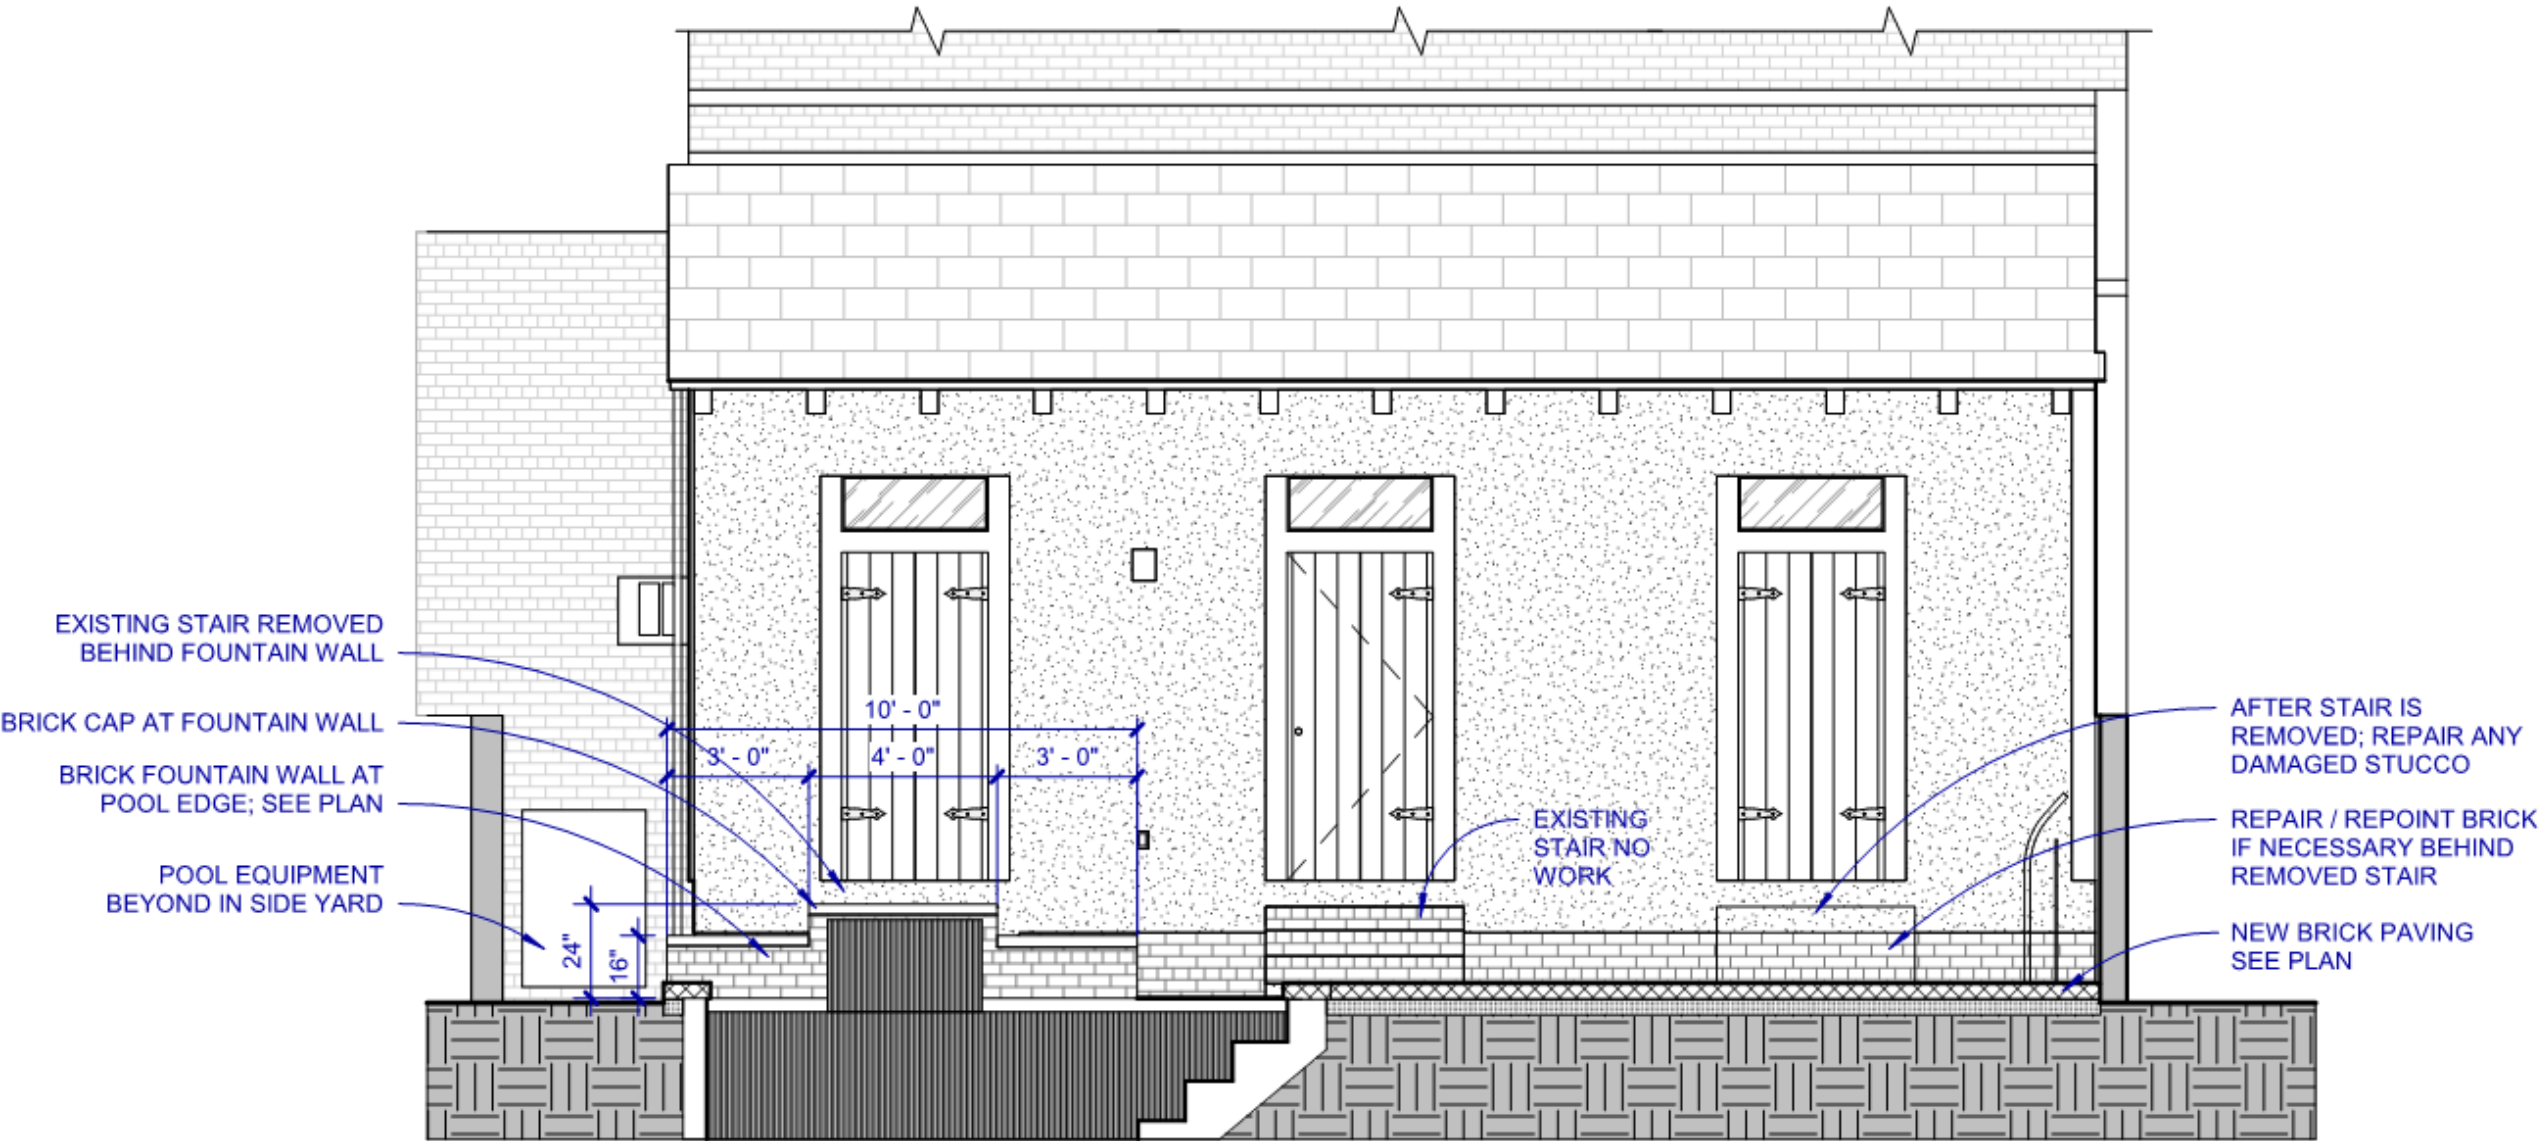 EXISTING STAIR REMOVED
BEHIND FOUNTAIN WALL
BRICK CAP AT FOUNTAIN WALL
BRICK FOUNTAIN WALL AT
POOL EDGE; SEE PLAN
POOL EQUIPMENT
BEYOND IN SIDE YARD
10' - 0"
3' - 0"
4' - 0"
3' - 0"
24"
16"
EXISTING
STAIR NO
WORK
AFTER STAIR IS
REMOVED; REPAIR ANY
DAMAGED STUCCO
REPAIR / REPOINT BRICK
IF NECESSARY BEHIND
REMOVED STAIR
NEW BRICK PAVING
SEE PLAN